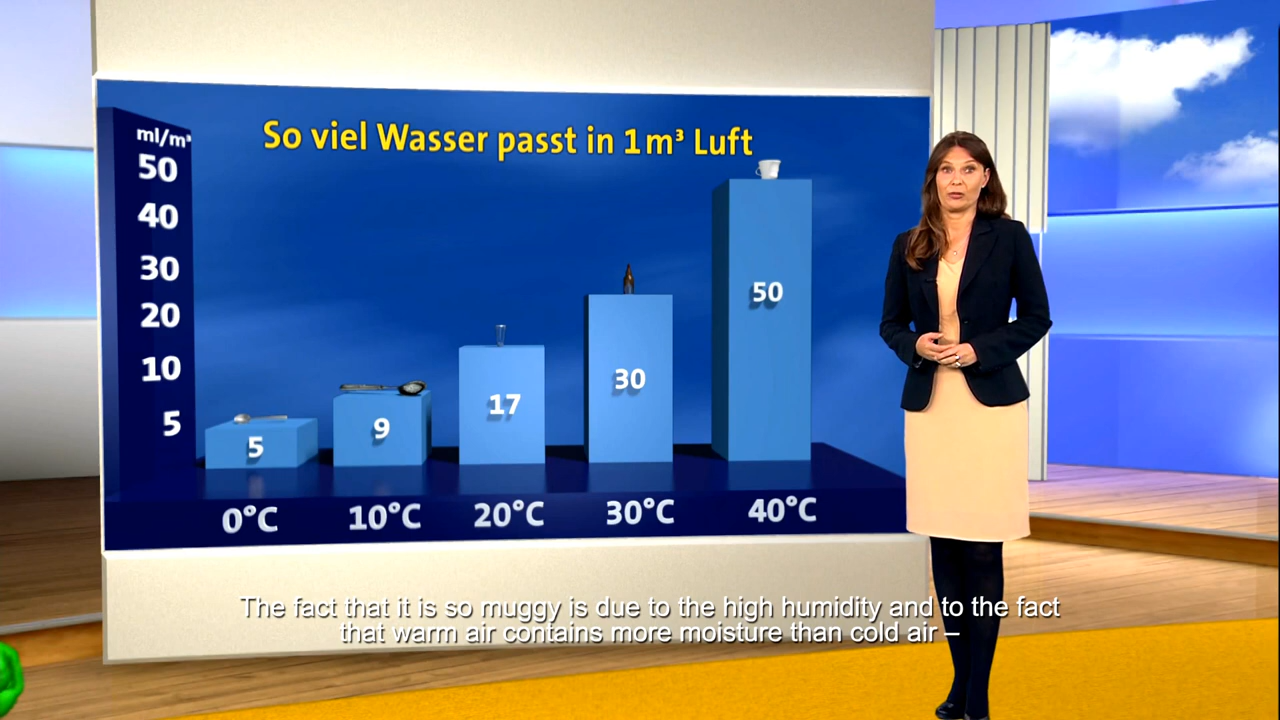 So viel Wasser passt in 1m³ Luft
ml/m³
50
40
30
20
10
5
5
9
17
30
50
0°C 10°C 20°C 30°C 40°C
The fact that it is so muggy is due to the high humidity and to the fact
that warm air contains more moisture than cold air –